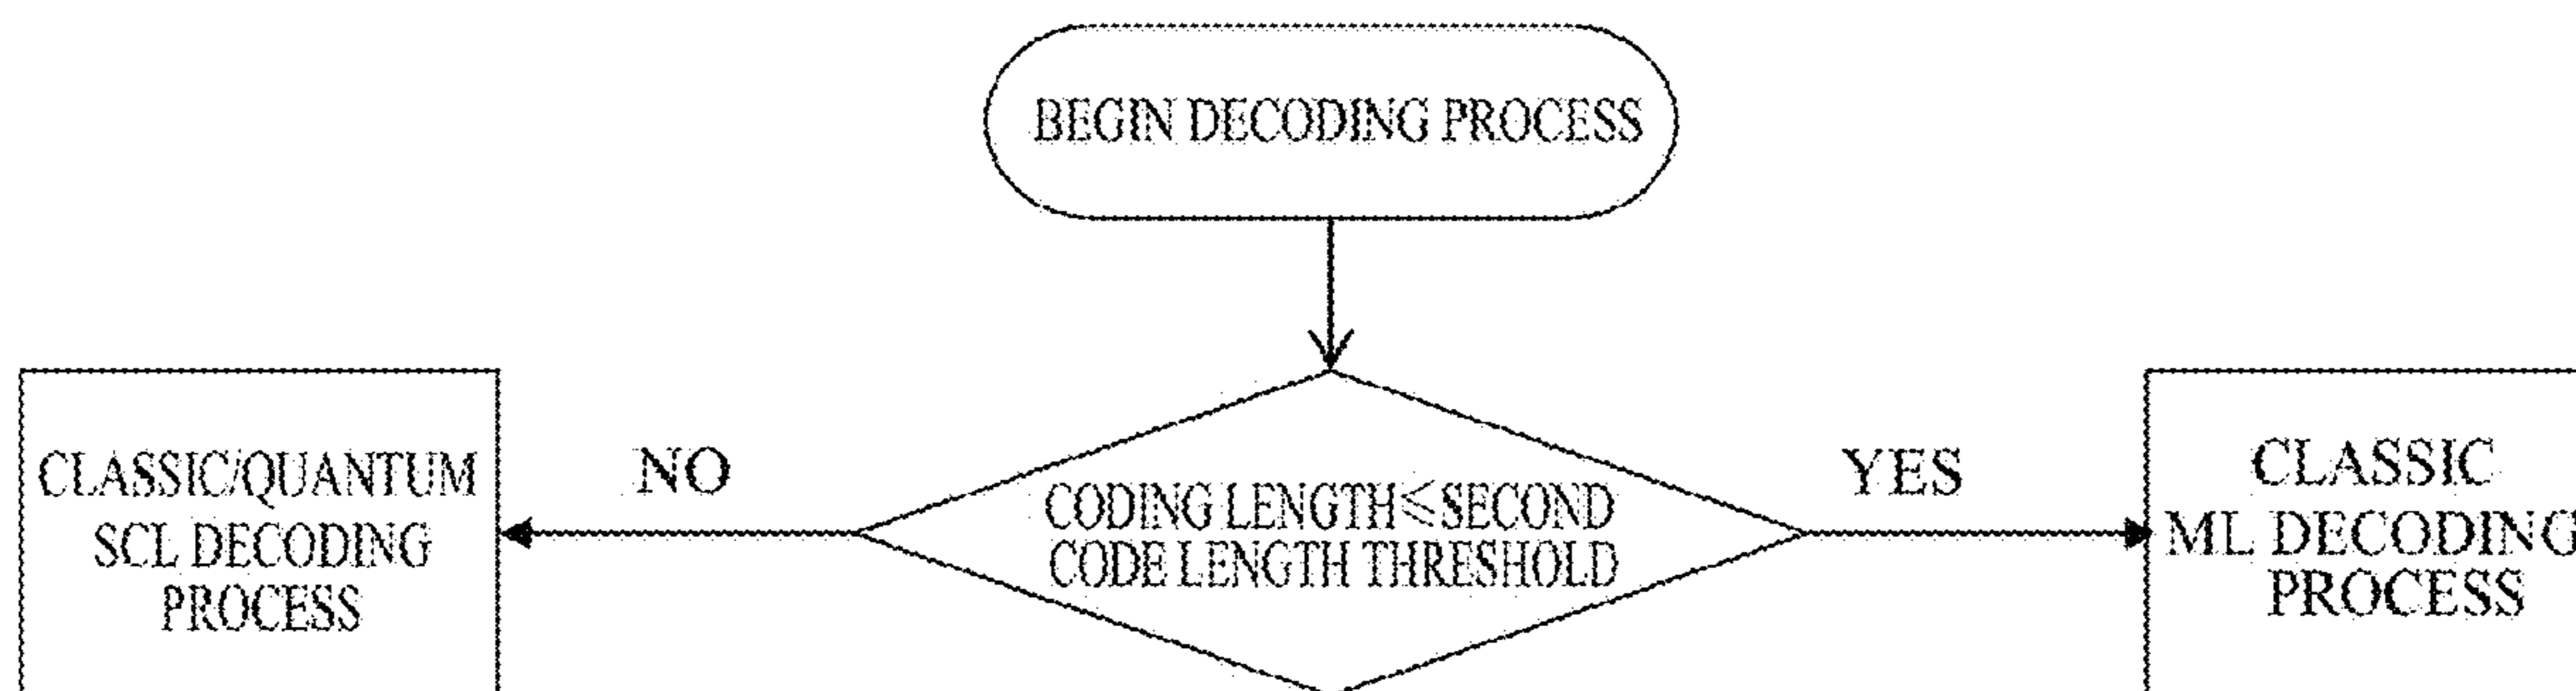 BEGIN DECODING PROCESS
CLASSIC/QUANTUM
SCL DECODING
PROCESS
NO
CODING LENGTH⩽SECOND
CODE LENGTH THRESHOLD
YES
CLASSIC
ML DECODING
PROCESS